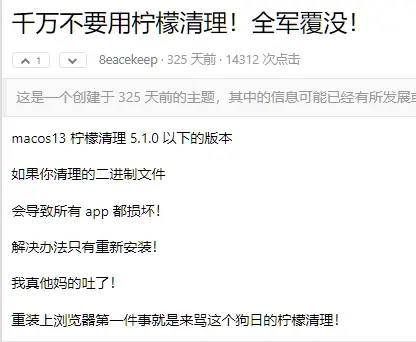 千万不要用柠檬清理！全军覆没！
1
8eacekeep · 325 天前 · 14312 次点击
这是一个创建于 325 天前的主题，其中的信息可能已经有所发展
macos13 柠檬清理 5.1.0 以下的版本
如果你清理的二进制文件
会导致所有 app 都损坏！
解决办法只有重新安装！
我真他妈的吐了！
重装上浏览器第一件事就是来骂这个狗日的柠檬清理！